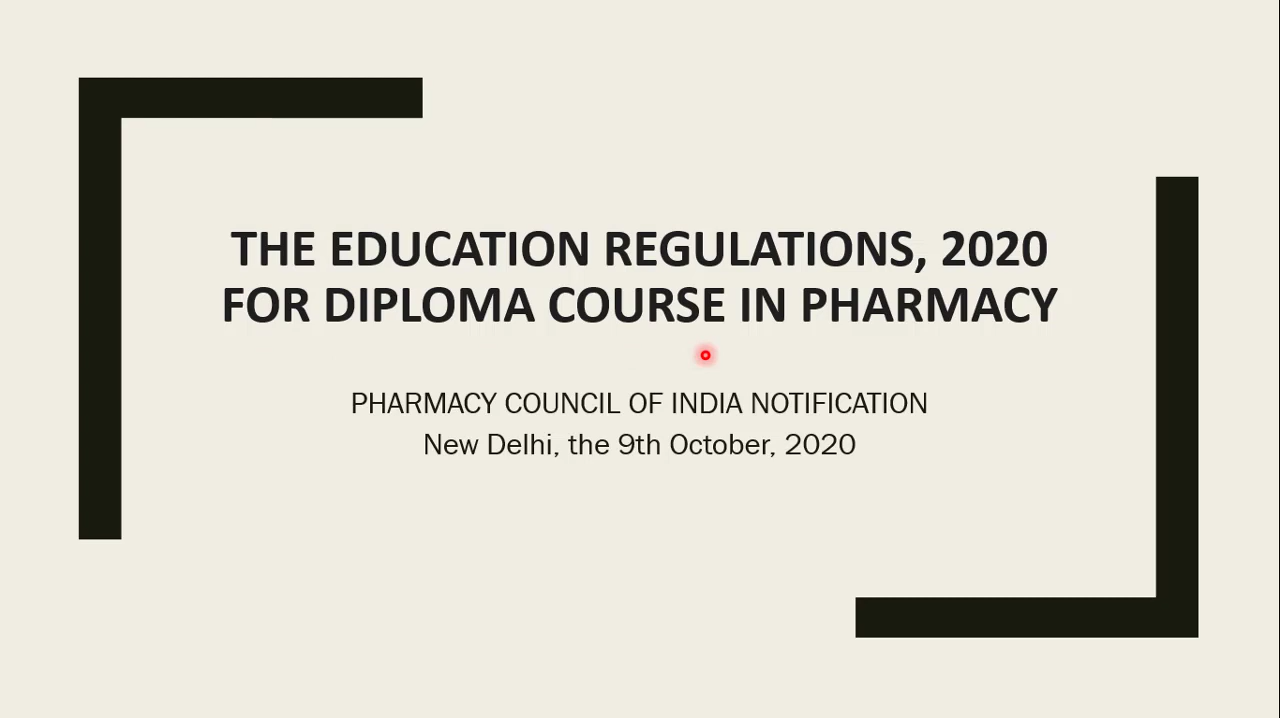 THE EDUCATION REGULATIONS, 2020
FOR DIPLOMA COURSE IN PHARMACY
PHARMACY COUNCIL OF INDIA NOTIFICATION
New Delhi, the 9th October, 2020